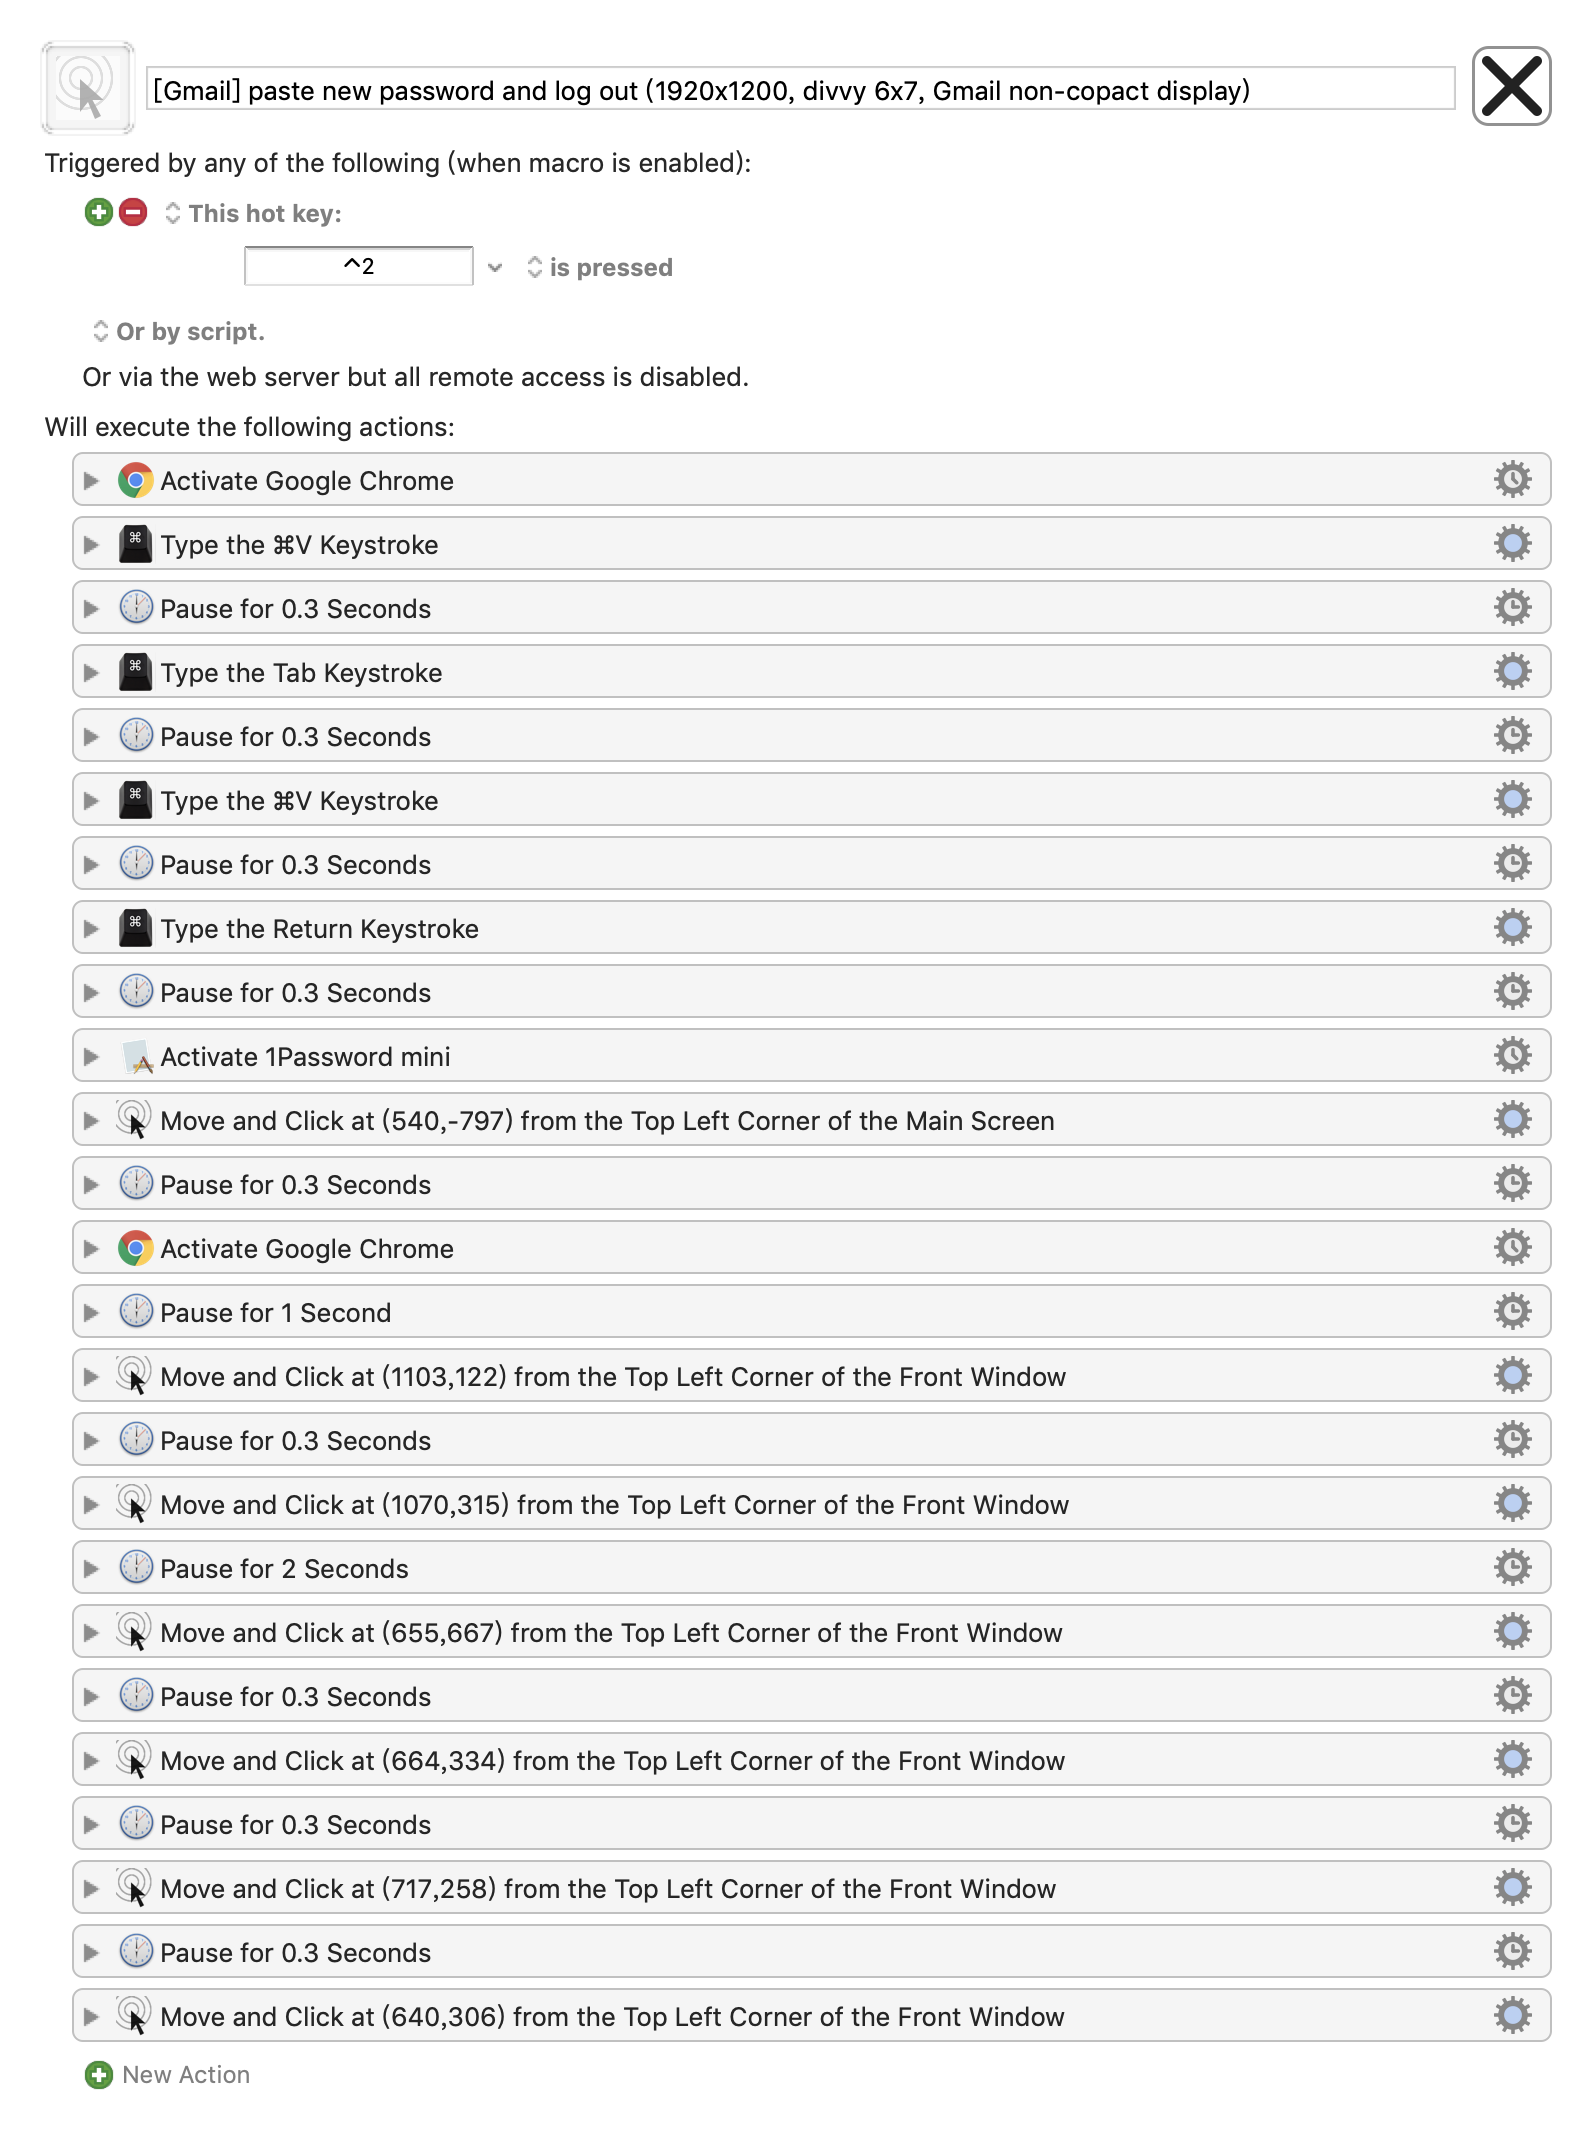 [Gmail] paste new password and log out (1920x1200, divvy 6x7, Gmail non-copact display)
Triggered by any of the following (when macro is enabled):
This hot key:
^2 is pressed
Or by script.
Or via the web server but all remote access is disabled.
Will execute the following actions:
Activate Google Chrome
Type the ⌘V Keystroke
Pause for 0.3 Seconds
Type the Tab Keystroke
Pause for 0.3 Seconds
Type the ⌘V Keystroke
Pause for 0.3 Seconds
Type the Return Keystroke
Pause for 0.3 Seconds
Activate 1Password mini
Move and Click at (540,-797) from the Top Left Corner of the Main Screen
Pause for 0.3 Seconds
Activate Google Chrome
Pause for 1 Second
Move and Click at (1103,122) from the Top Left Corner of the Front Window
Pause for 0.3 Seconds
Move and Click at (1070,315) from the Top Left Corner of the Front Window
Pause for 2 Seconds
Move and Click at (655,667) from the Top Left Corner of the Front Window
Pause for 0.3 Seconds
Move and Click at (664,334) from the Top Left Corner of the Front Window
Pause for 0.3 Seconds
Move and Click at (717,258) from the Top Left Corner of the Front Window
Pause for 0.3 Seconds
Move and Click at (640,306) from the Top Left Corner of the Front Window
New Action